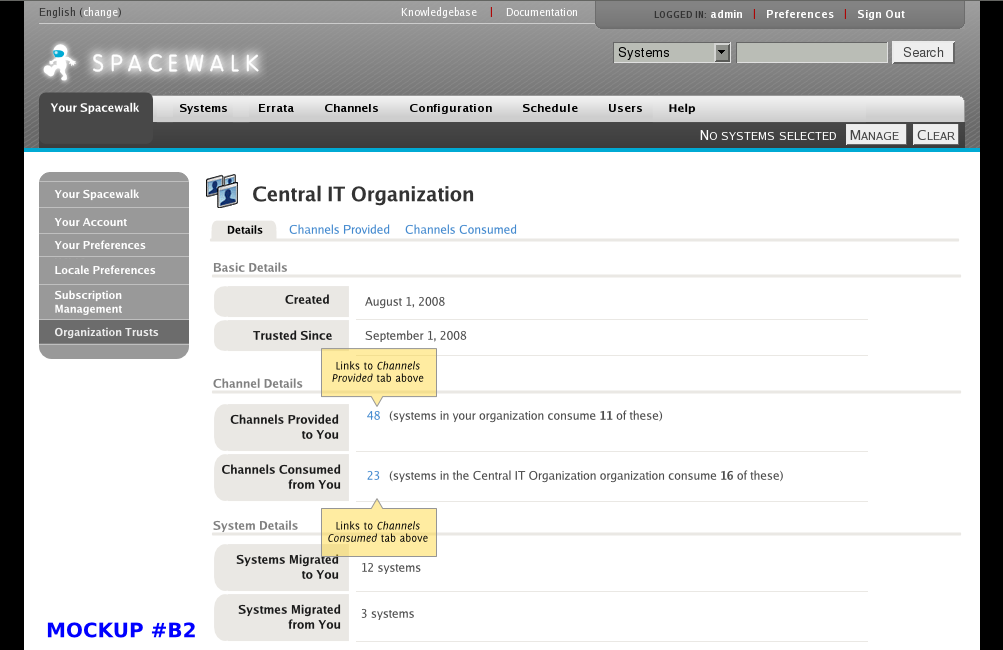 English (change)
Knowledgebase | Documentation
LOGGED IN: admin | Preferences | Sign Out
SPACEWALK
Systems
Search
Your Spacewalk
Systems Errata Channels Configuration Schedule Users Help
NO SYSTEMS SELECTED MANAGE CLEAR
Your Spacewalk
Your Account
Your Preferences
Locale Preferences
Subscription
Management
Organization Trusts
Central IT Organization
Details Channels Provided Channels Consumed
Basic Details
Created August 1, 2008
Trusted Since September 1, 2008
Links to Channels
Provided tab above
Channel Details
Channels Provided
to You
48 (systems in your organization consume 11 of these)
Channels Consumed
from You
23 (systems in the Central IT Organization organization consume 16 of these)
Links to Channels
Consumed tab above
System Details
Systems Migrated
to You
12 systems
Systmes Migrated
from You
3 systems
MOCKUP #B2